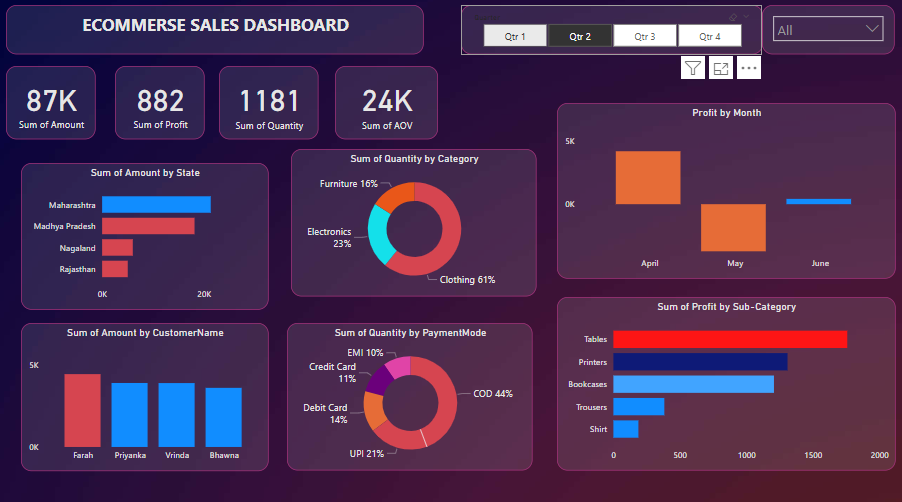 ECOMMERSE SALES DASHBOARD
Qtr 1
Qtr 2
Qtr 3
Qtr 4
All
87K
Sum of Amount
882
Sum of Profit
1181
Sum of Quantity
24K
Sum of AOV
Sum of Amount by State
Maharashtra
Madhya Pradesh
Nagaland
Rajasthan
0K
20K
Sum of Quantity by Category
Furniture 16%
Electronics
23%
Clothing 61%
Profit by Month
5K
0K
April
May
June
Sum of Amount by CustomerName
5K
0K
Farah
Priyanka
Vrinda
Bhawna
Sum of Quantity by PaymentMode
EMI 10%
Credit Card
11%
Debit Card
14%
UPI 21%
COD 44%
Sum of Profit by Sub-Category
Tables
Printers
Bookcases
Trousers
Shirt
0
500
1000
1500
2000